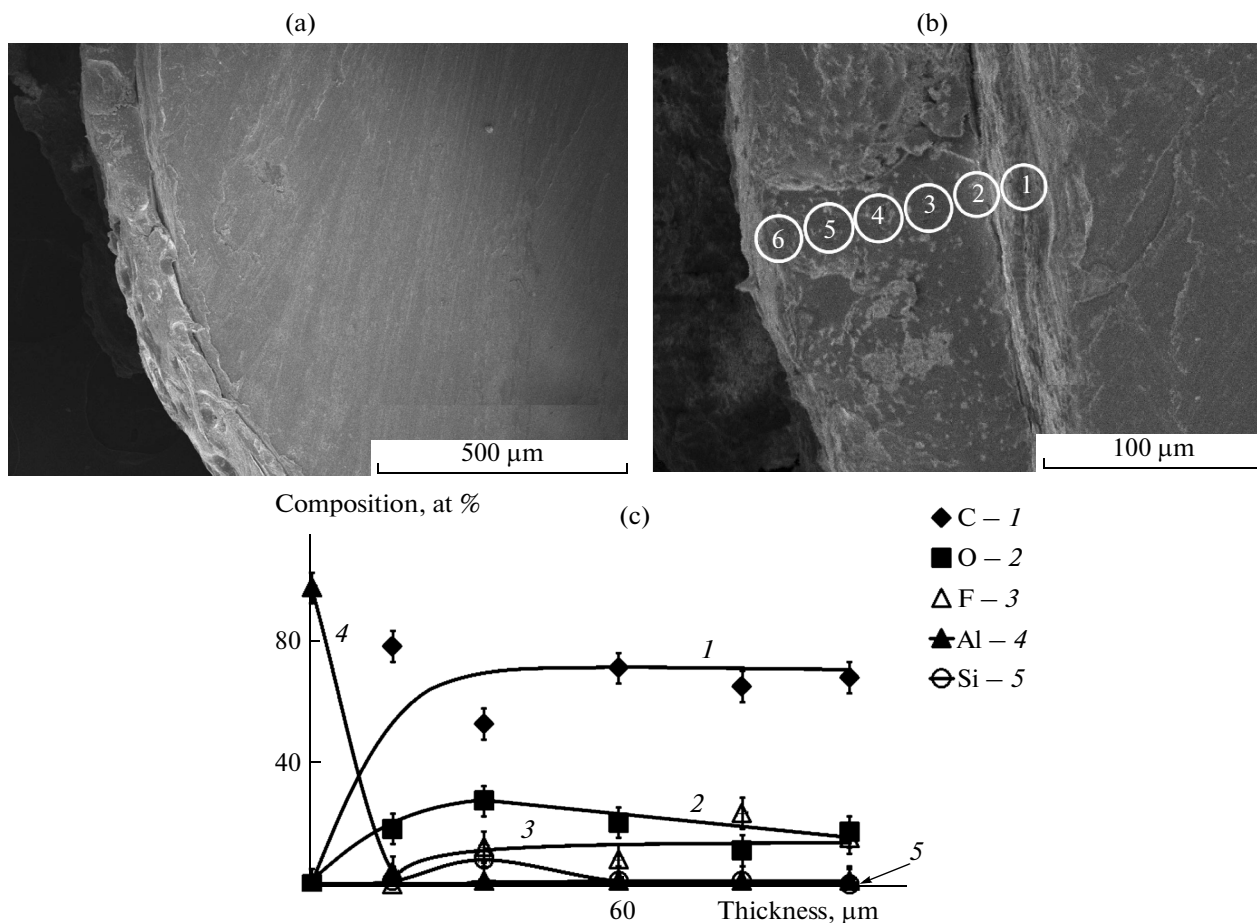 (a)
(b)
500 µm
6 5 4 3 2 1
100 µm
Composition, at %
(c)
80
40
4
1
2
3
5
60
Thickness, µm
C – 1
O – 2
F – 3
Al – 4
Si – 5